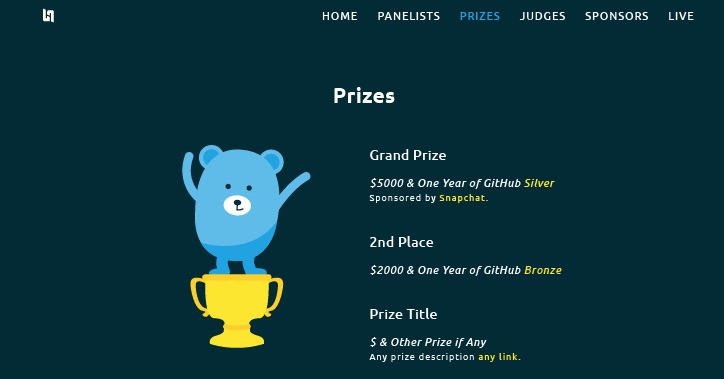 HOME PANELISTS PRIZES JUDGES SPONSORS LIVE
Prizes
Grand Prize
$5000 & One Year of GitHub Silver
Sponsored by Snapchat.
2nd Place
$2000 & One Year of GitHub Bronze
Prize Title
$ & Other Prize if Any
Any prize description any link.